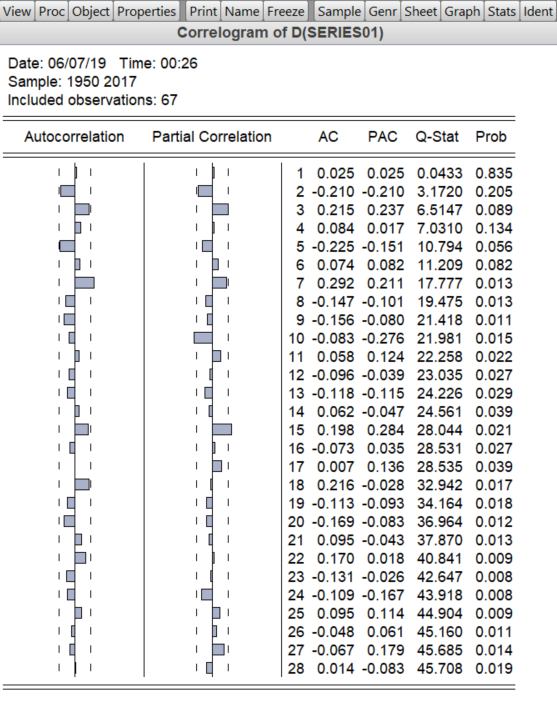 View Proc Object Properties Print Name Freeze Sample Genr Sheet Graph Stats Ident
Correlogram of D(SERIES01)
Date: 06/07/19 Time: 00:26
Sample: 1950 2017
Included observations: 67
Autocorrelation Partial Correlation AC PAC Q-Stat Prob
1 0.025 0.025 0.0433 0.835
2 -0.210 -0.210 3.1720 0.205
3 0.215 0.237 6.5147 0.089
4 0.084 0.017 7.0310 0.134
5 -0.225 -0.151 10.794 0.056
6 0.074 0.082 11.209 0.082
7 0.292 0.211 17.777 0.013
8 -0.147 -0.101 19.475 0.013
9 -0.156 -0.080 21.418 0.011
10 -0.083 -0.276 21.981 0.015
11 0.058 0.124 22.258 0.022
12 -0.096 -0.039 23.035 0.027
13 -0.118 -0.115 24.226 0.029
14 0.062 -0.047 24.561 0.039
15 0.198 0.284 28.044 0.021
16 -0.073 0.035 28.531 0.027
17 0.007 0.136 28.535 0.039
18 0.216 -0.028 32.942 0.017
19 -0.113 -0.093 34.164 0.018
20 -0.169 -0.083 36.964 0.012
21 0.095 -0.043 37.870 0.013
22 0.170 0.018 40.841 0.009
23 -0.131 -0.026 42.647 0.008
24 -0.109 -0.167 43.918 0.008
25 0.095 0.114 44.904 0.009
26 -0.048 0.061 45.160 0.011
27 -0.067 0.179 45.685 0.014
28 0.014 -0.083 45.708 0.019